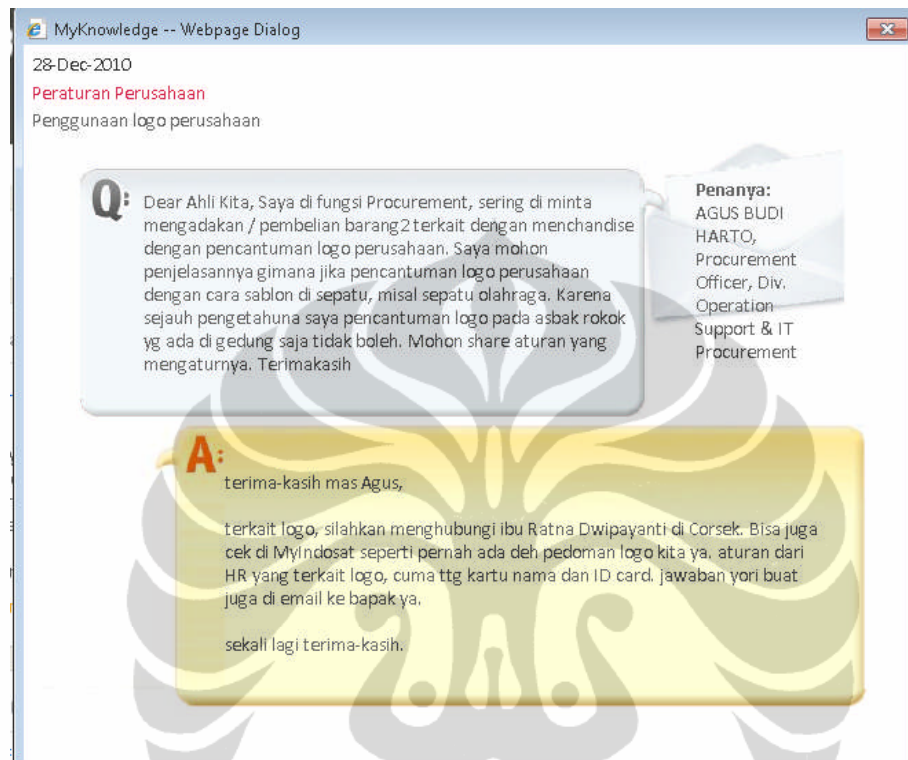 MyKnowledge -- Webpage Dialog
28-Dec-2010
Peraturan Perusahaan
Penggunaan logo perusahaan
Q:
Dear Ahli Kita, Saya di fungsi Procurement, sering di minta
mengadakan / pembelian barang2 terkait dengan menchandise
dengan pencantuman logo perusahaan. Saya mohon
penjelasannya gimana jika pencantuman logo perusahaan
dengan cara sablon di sepatu, misal sepatu olahraga. Karena
sejauh pengetahuna saya pencantuman logo pada asbak rokok
yg ada di gedung saja tidak boleh. Mohon share aturan yang
mengaturnya. Terimakasih
Penanya:
AGUS BUDI
HARTO,
Procurement
Officer, Div.
Operation
Support & IT
Procurement
A:
terima-kasih mas Agus,
terkait logo, silahkan menghubungi ibu Ratna Dwipayanti di Corsek. Bisa juga
cek di MyIndosat seperti pernah ada deh pedoman logo kita ya. aturan dari
HR yang terkait logo, cuma ttg kartu nama dan ID card. jawaban yori buat
juga di email ke bapak ya.
sekali lagi terima-kasih.